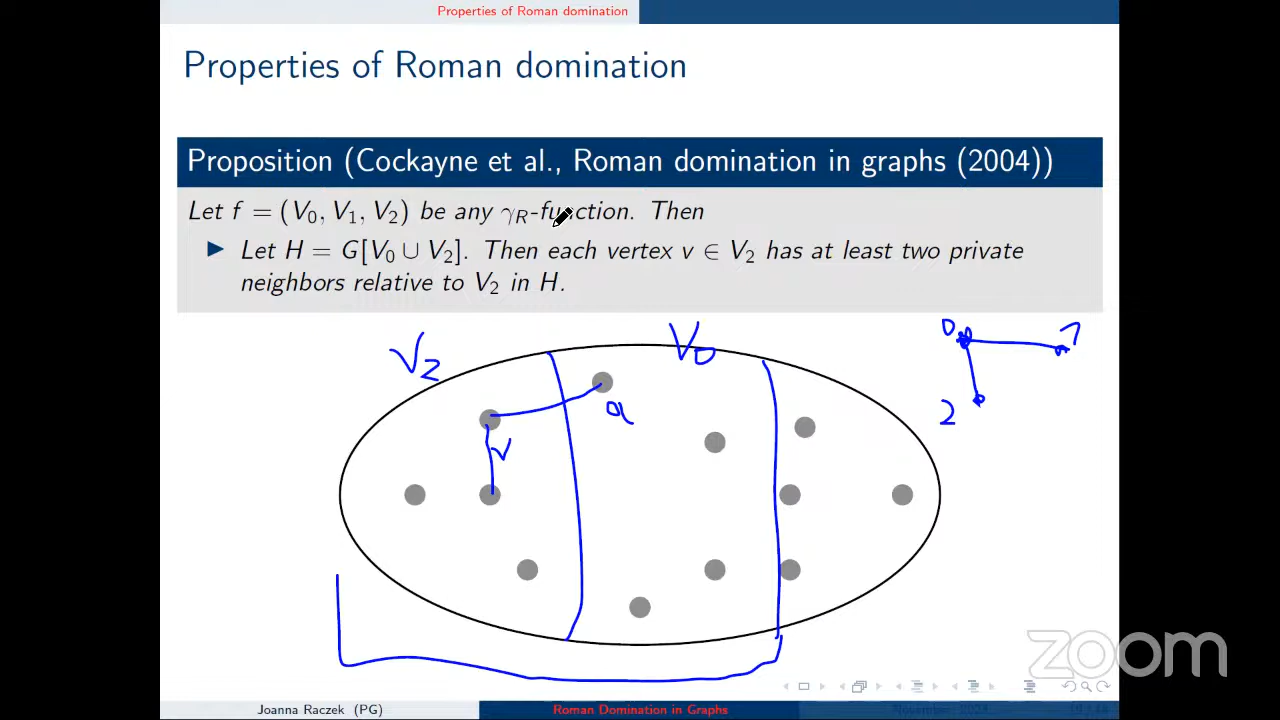 Properties of Roman domination
Properties of Roman domination
Proposition (Cockayne et al., Roman domination in graphs (2004))
Let f = (V₀, V₁, V₂) be any γ_R-function. Then
▶ Let H = G[V₀ ∪ V₂]. Then each vertex v ∈ V₂ has at least two private
neighbors relative to V₂ in H.
V₂
V₀
0
2
v
zoom
Joanna Raczek (PG)
Roman Domination in Graphs